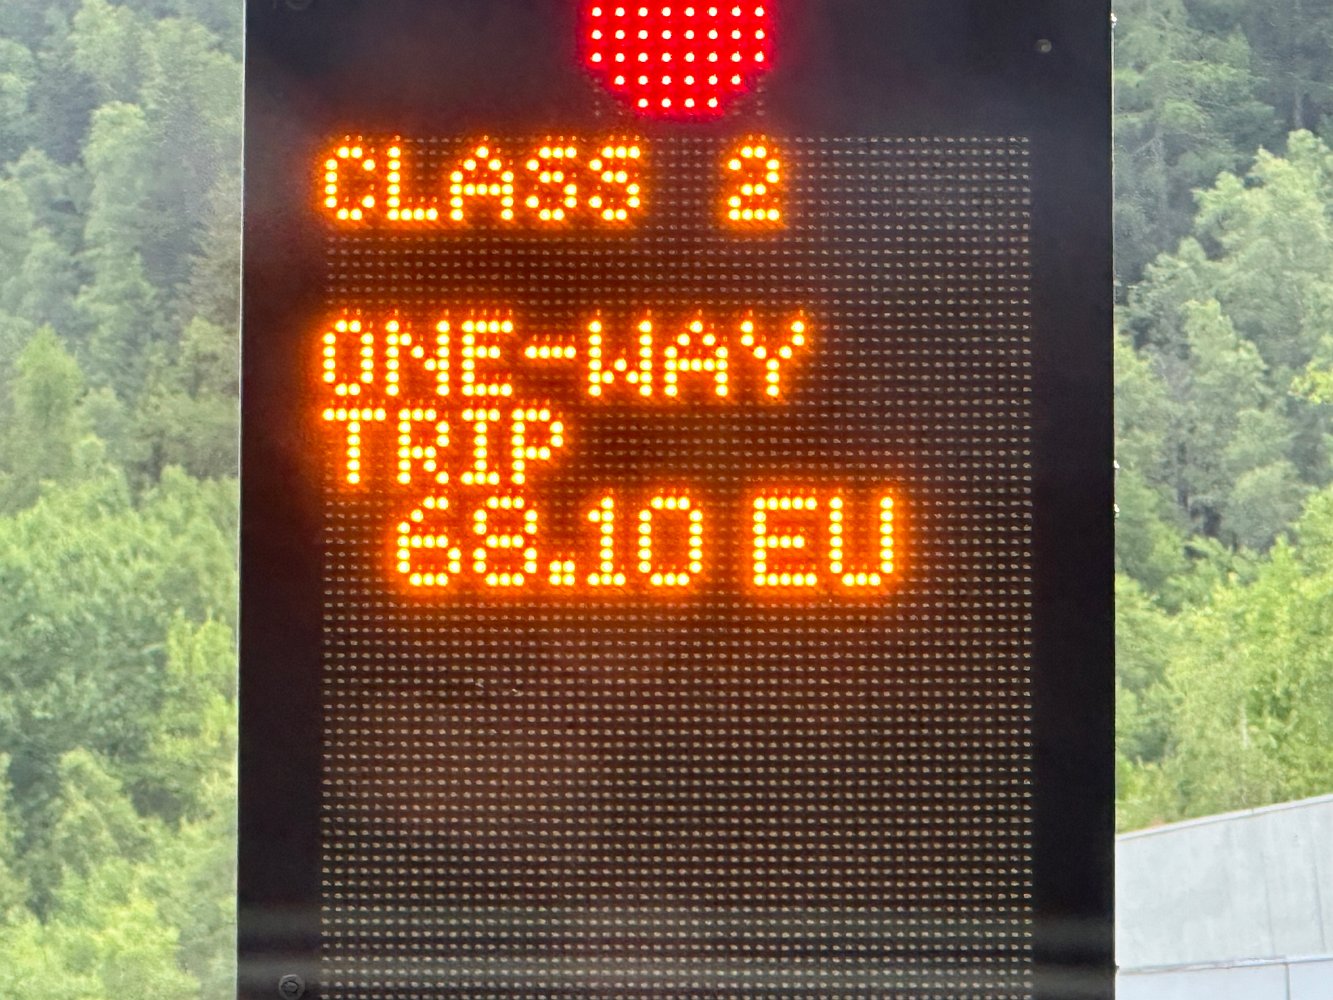 CLASS 2
ONE-WAY
TRIP
68.10 EU